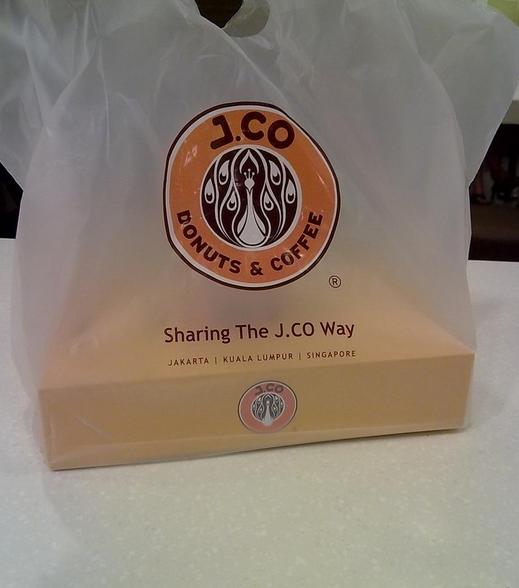 J.CO
DONUTS & COFFEE
®
Sharing The J.CO Way
JAKARTA | KUALA LUMPUR | SINGAPORE
J.CO